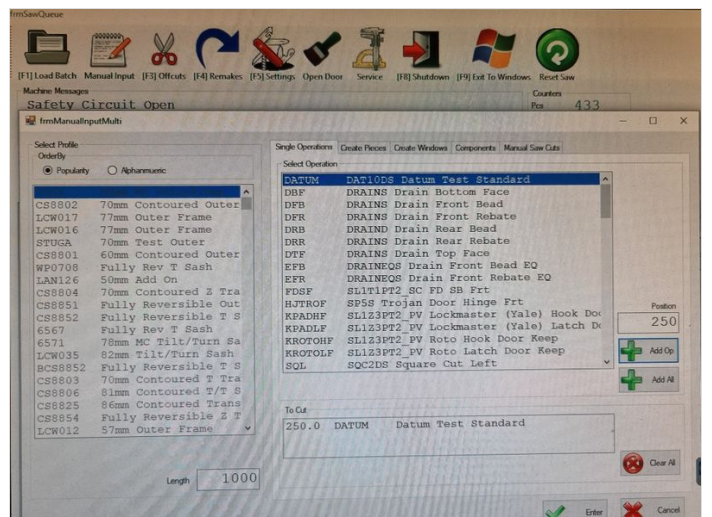 frmSawQueue
[F1] Load Batch Manual Input [F3] Offcuts [F4] Remakes [F5] Settings Open Door Service [F8] Shutdown [F9] Exit To Windows Reset Saw
Machine Messages
Safety Circuit Open
Counters
Pcs 433
frmManualInputMulti
Select Profile
OrderBy
Popularity Alphanmueric
CS8802 70mm Contoured Outer
LCW017 77mm Outer Frame
LCW016 77mm Outer Frame
STUGA 70mm Test Outer
CS8801 60mm Contoured Outer
WP0708 Fully Rev T Sash
LAN126 50mm Add On
CS8804 70mm Contoured Z Tra
CS8851 Fully Reversible Out
CS8852 Fully Reversible T S
6567 Fully Rev T Sash
6571 78mm MC Tilt/Turn Sa
LCW035 82mm Tilt/Turn Sash
BCS8852 Fully Reversible T S
CS8803 70mm Contoured T Tra
CS8806 81mm Contoured T/T S
CS8825 86mm Contoured Trans
CS8854 Fully Reversible Z T
LCW012 57mm Outer Frame
Length 1000
Single Operations Create Pieces Create Windows Components Manual Saw Cuts
Select Operation
DATUM DAT10DS Datum Test Standard
DBF DRAINS Drain Bottom Face
DFB DRAINS Drain Front Bead
DFR DRAINS Drain Front Rebate
DRB DRAIND Drain Rear Bead
DRR DRAINS Drain Rear Rebate
DTF DRAINS Drain Top Face
EFB DRAINEQS Drain Front Bead EQ
EFR DRAINEQS Drain Front Rebate EQ
FDSF SL1T1PT2 SC FD SB Frt
HJTROF SP5S Trojan Door Hinge Frt
KPADHF SL1Z3PT2_PV Lockmaster (Yale) Hook Doo
KPADLF SL1Z3PT2_PV Lockmaster (Yale) Latch Do
KROTOHF SL1Z3PT2_PV Roto Hook Door Keep
KROTOLF SL1Z3PT2_PV Roto Latch Door Keep
SQL SQC2DS Square Cut Left
Position
250
Add Op
Add All
To Cut
250.0 DATUM Datum Test Standard
Clear All
Enter Cancel